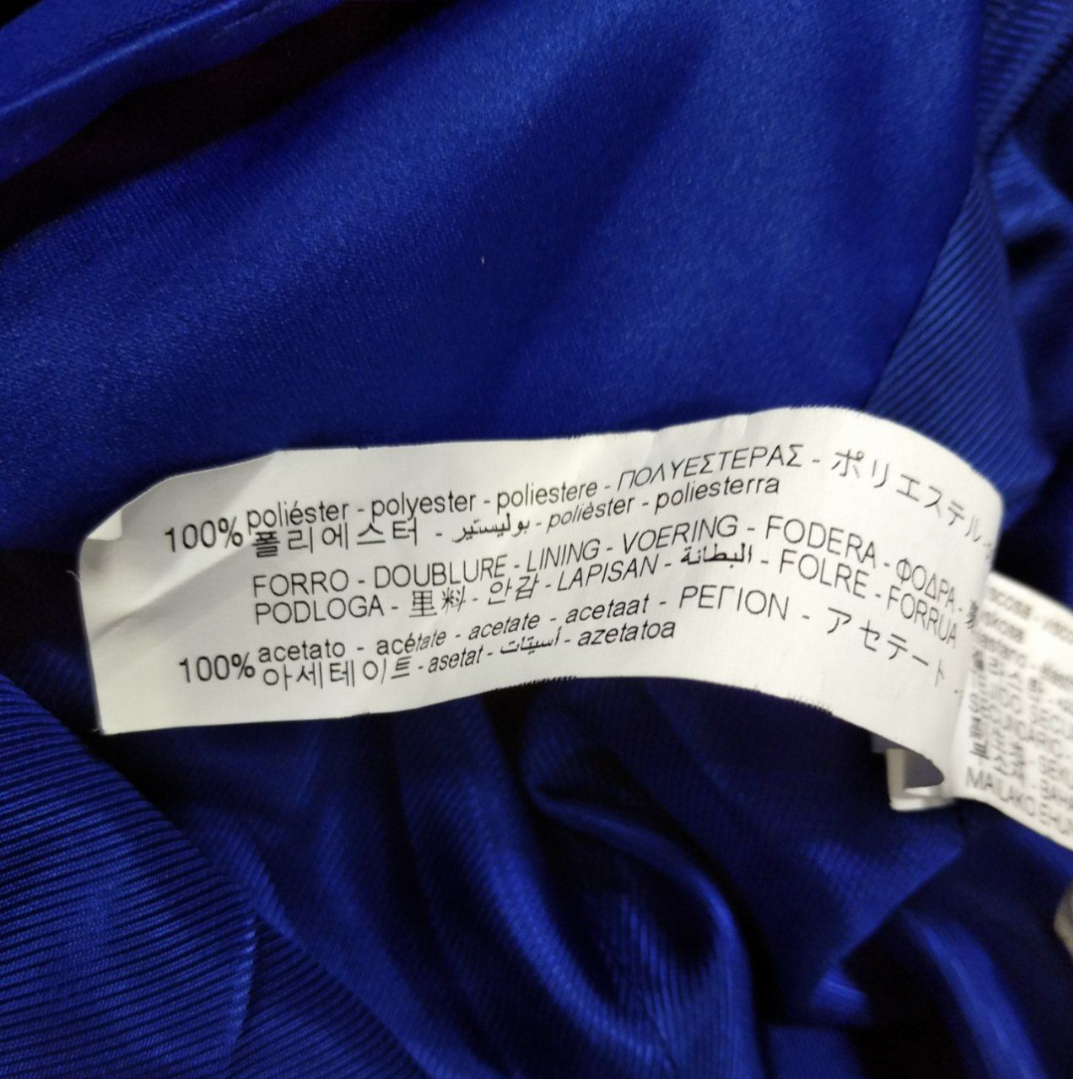 100% poliéster - polyester - poliestere - ΠΟΛΥΕΣΤΕΡΑΣ - ポリエステル -
폴리에스터 - بوليستير - polièster - poliesterra
FORRO - DOUBLURE - LINING - VOERING - FODERA - ΦΟΔΡΑ -
PODLOGA - 里料 - 안감 - LAPISAN - البطانة - FOLRE - FORRUA
100% acetato - acétate - acetate - acetaat - ΡΕΓΙΟΝ - アセテート -
아세테이트 - asetat - أسيتات - azetatoa
MAILAKO